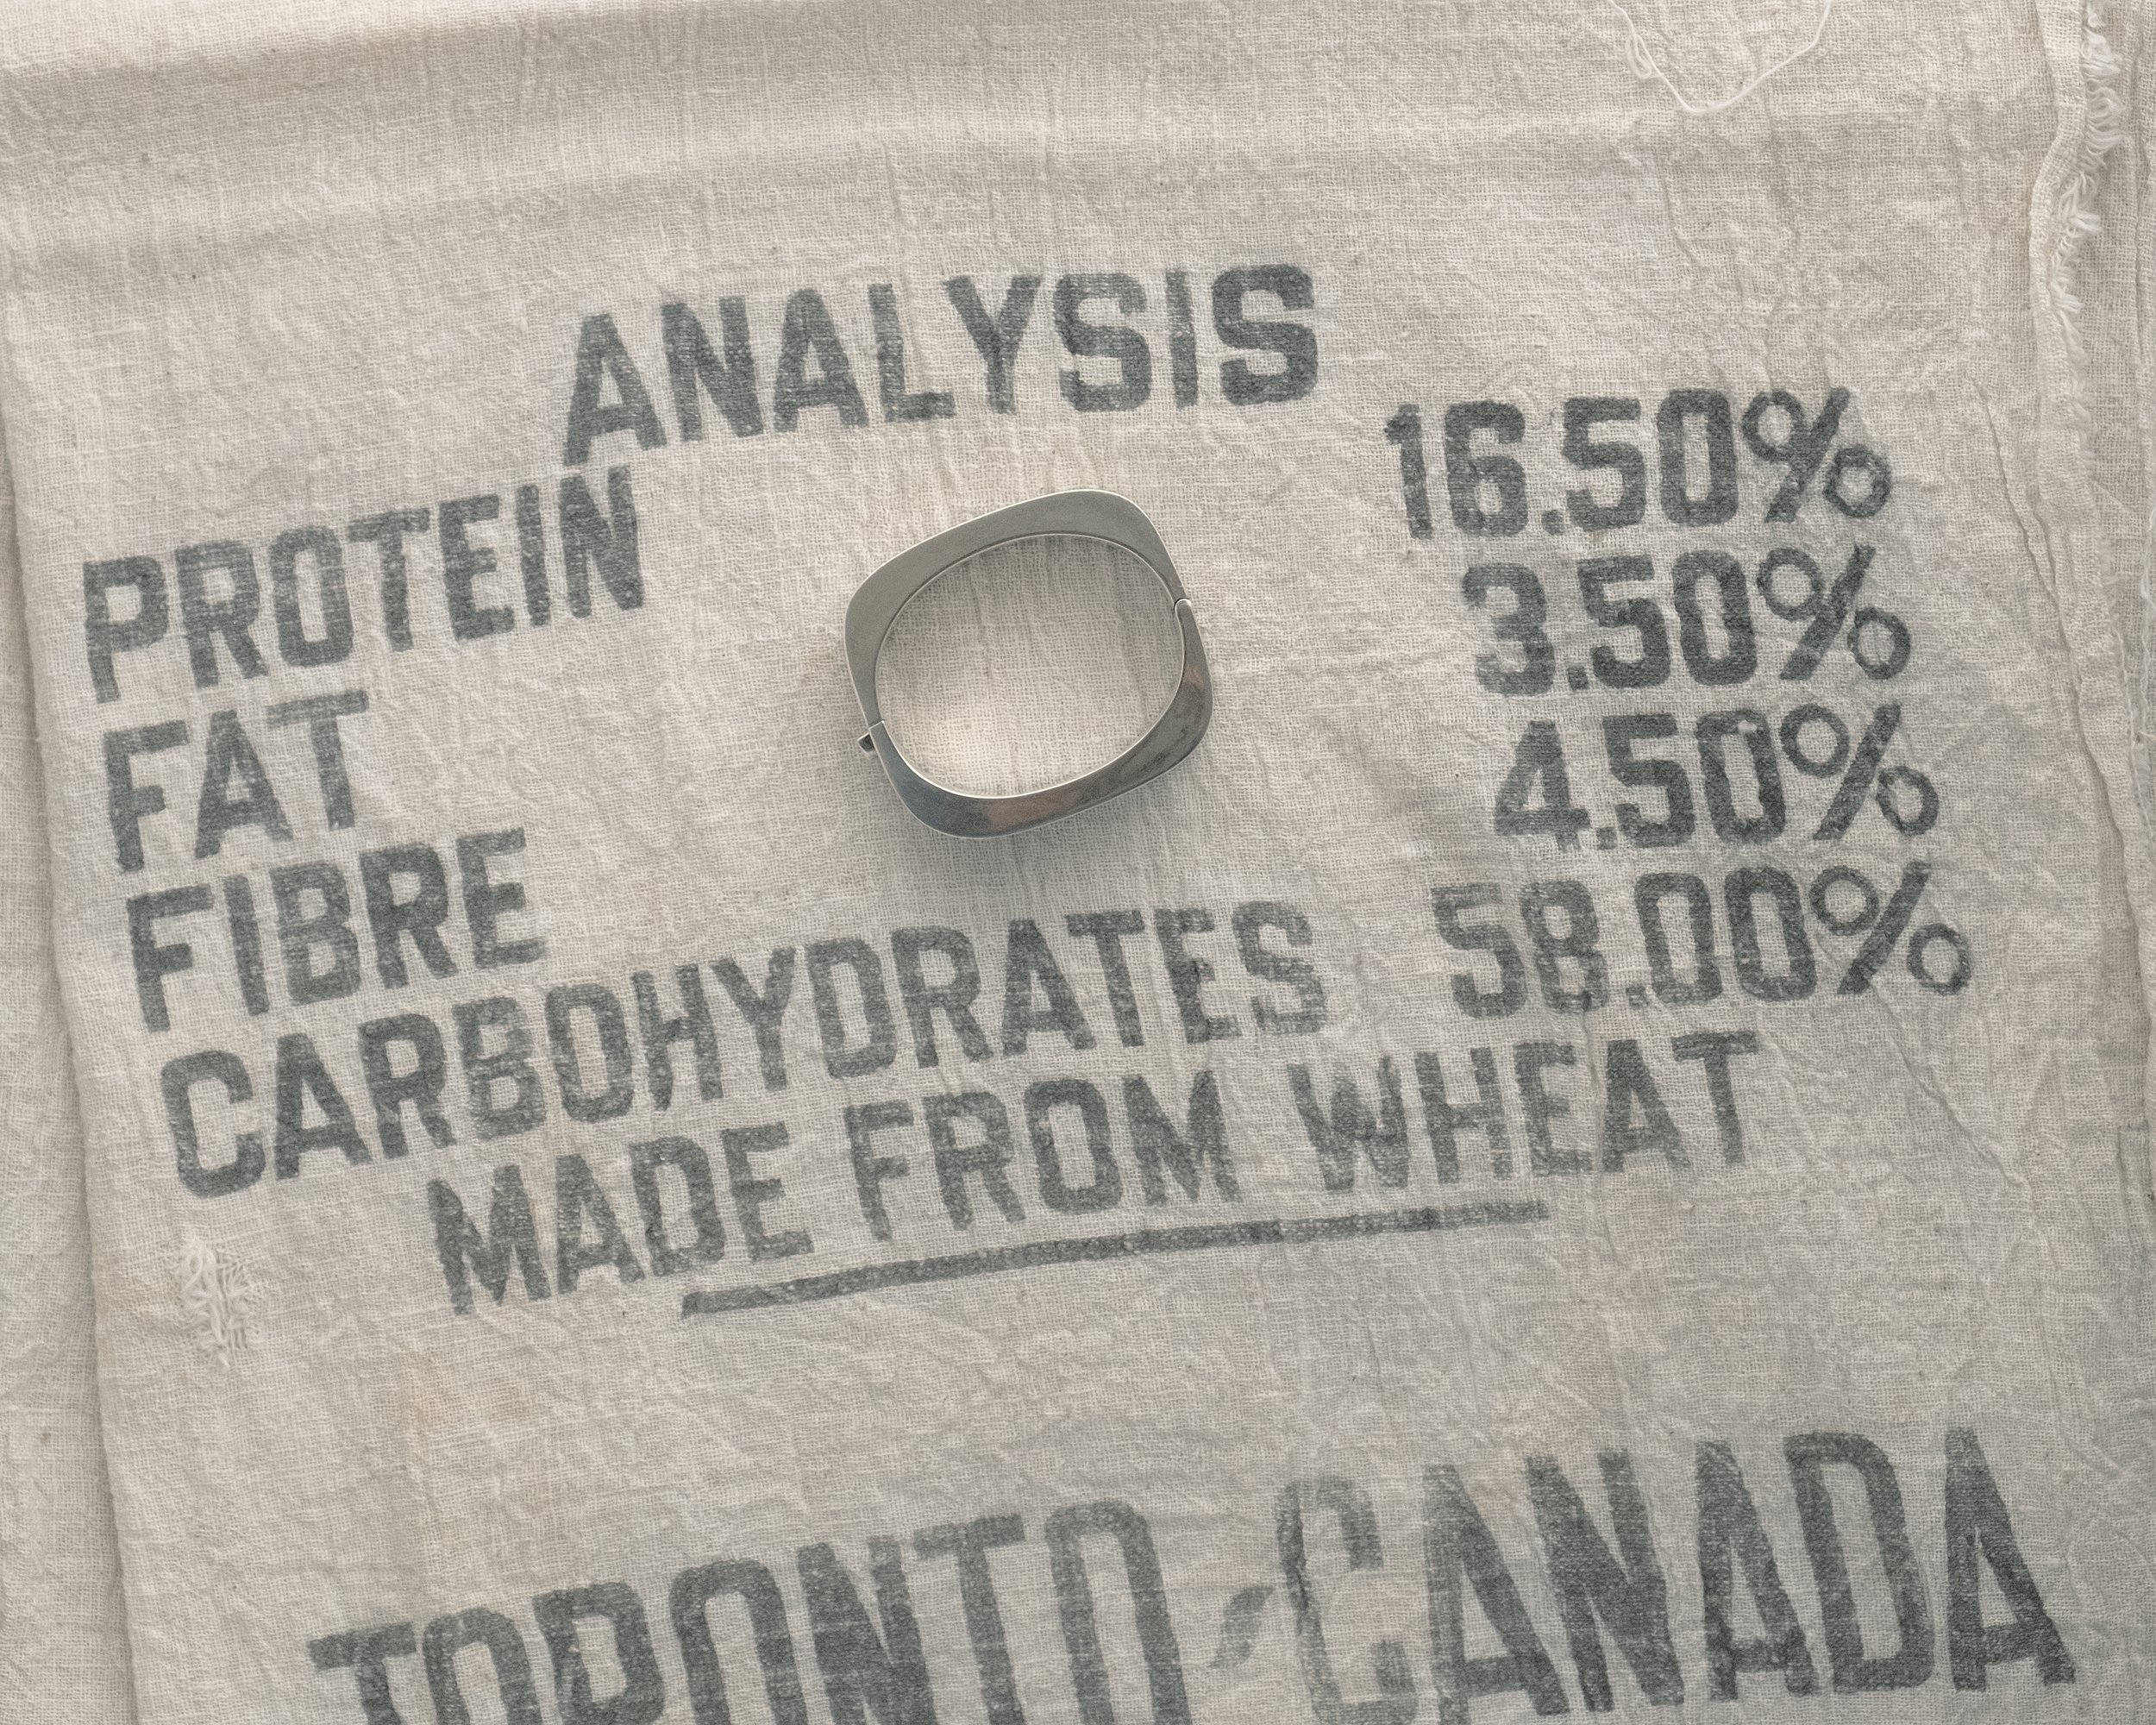 ANALYSIS
PROTEIN 16.50%
FAT 3.50%
FIBRE 4.50%
CARBOHYDRATES 58.00%
MADE FROM WHEAT
TORONTO - CANADA